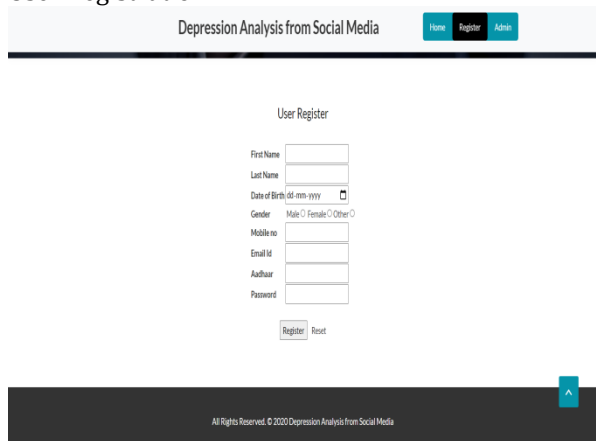 Depression Analysis from Social Media
Home Register Admin
User Register
First Name
Last Name
Date of Birth dd-mm-yyyy
Gender Male Female Other
Mobile no
Email Id
Aadhaar
Password
Register Reset
All Rights Reserved. © 2020 Depression Analysis from Social Media